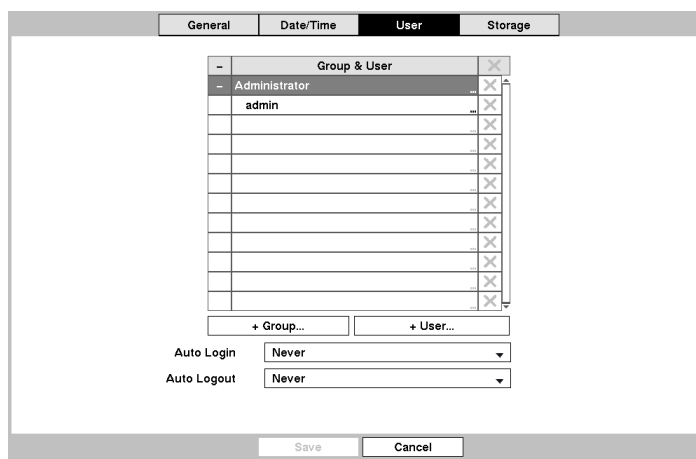 General Date/Time User Storage
– Group & User
– Administrator ...
admin ...
...
...
...
...
...
...
...
...
...
...
+ Group... + User...
Auto Login Never
Auto Logout Never
Save Cancel